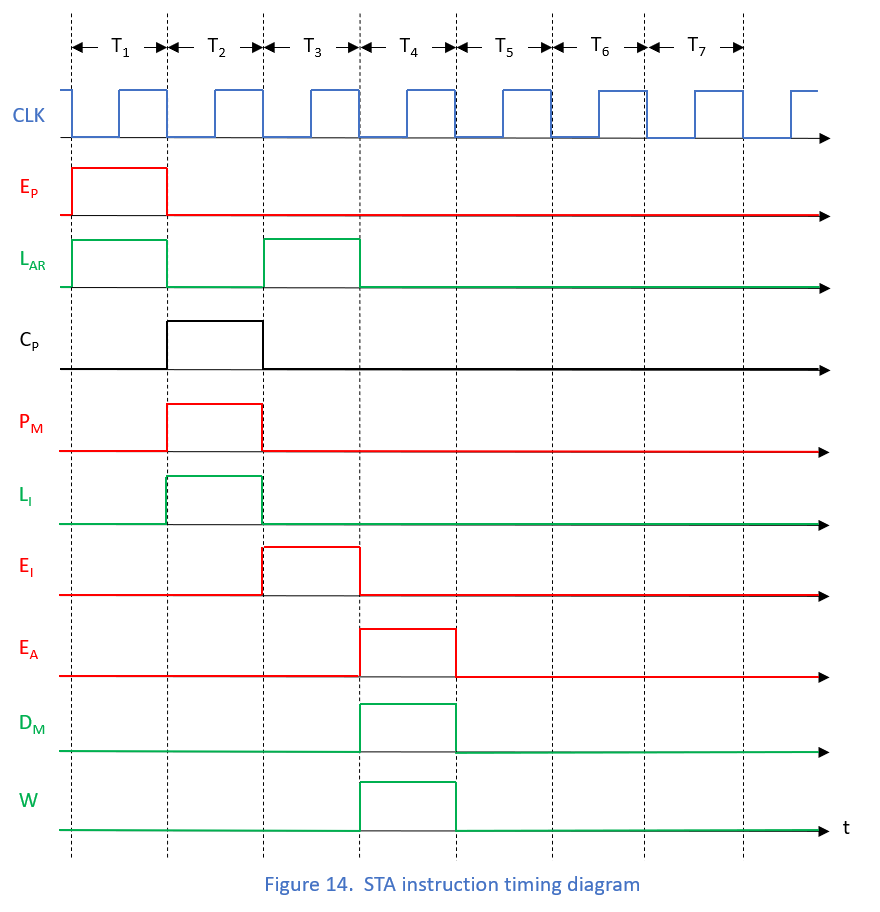 T1 T2 T3 T4 T5 T6 T7
CLK
EP
LAR
CP
PM
LI
EI
EA
DM
W
t
Figure 14. STA instruction timing diagram